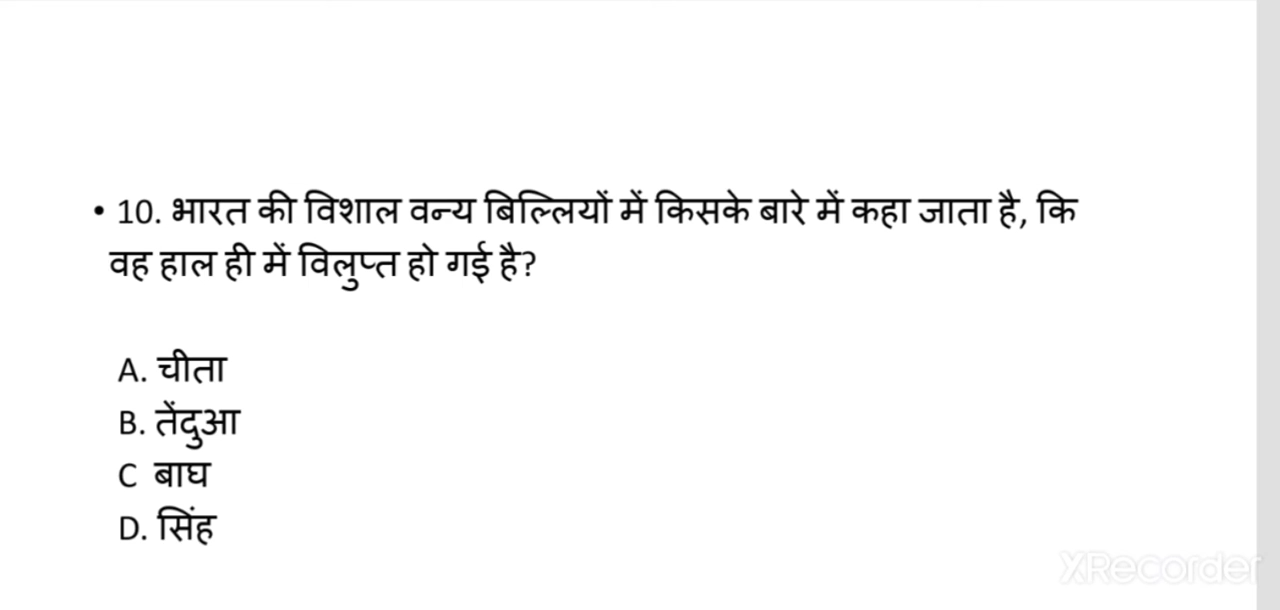 • 10. भारत की विशाल वन्य बिल्लियों में किसके बारे में कहा जाता है, कि
वह हाल ही में विलुप्त हो गई है?
A. चीता
B. तेंदुआ
C बाघ
D. सिंह
XRecorder